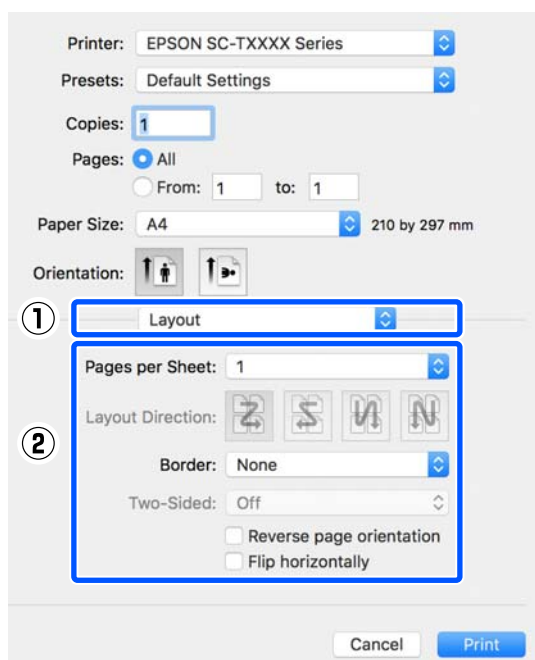 Printer: EPSON SC-TXXXX Series
Presets: Default Settings
Copies: 1
Pages: All
From: 1 to: 1
Paper Size: A4 210 by 297 mm
Orientation:
① Layout
Pages per Sheet: 1
Layout Direction:
②
Border: None
Two-Sided: Off
Reverse page orientation
Flip horizontally
Cancel Print